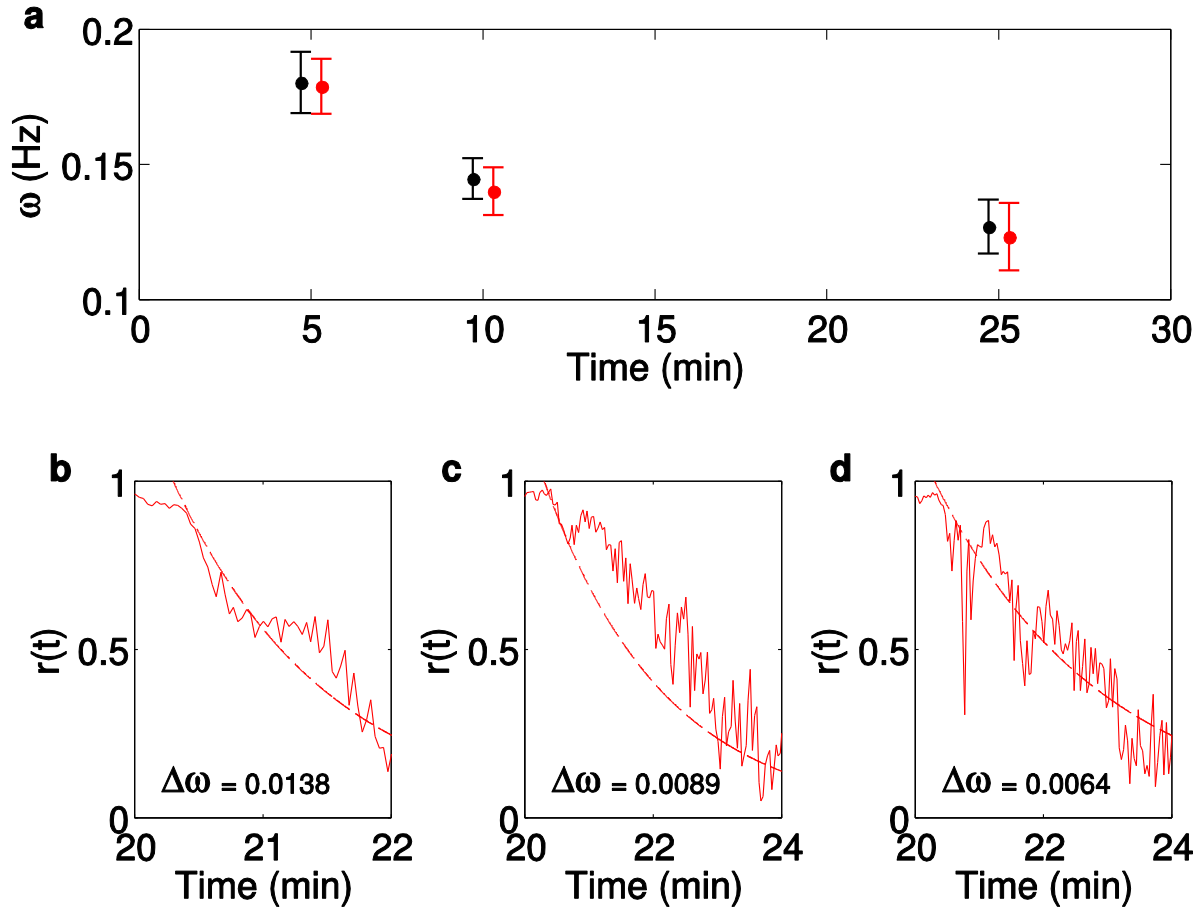 a
0.2
0.15
0.1
ω (Hz)
0 5 10 15 20 25 30
Time (min)
b
1
0.5
0
r(t)
Δω = 0.0138
20 21 22
Time (min)
c
1
0.5
0
r(t)
Δω = 0.0089
20 22 24
Time (min)
d
1
0.5
0
r(t)
Δω = 0.0064
20 22 24
Time (min)